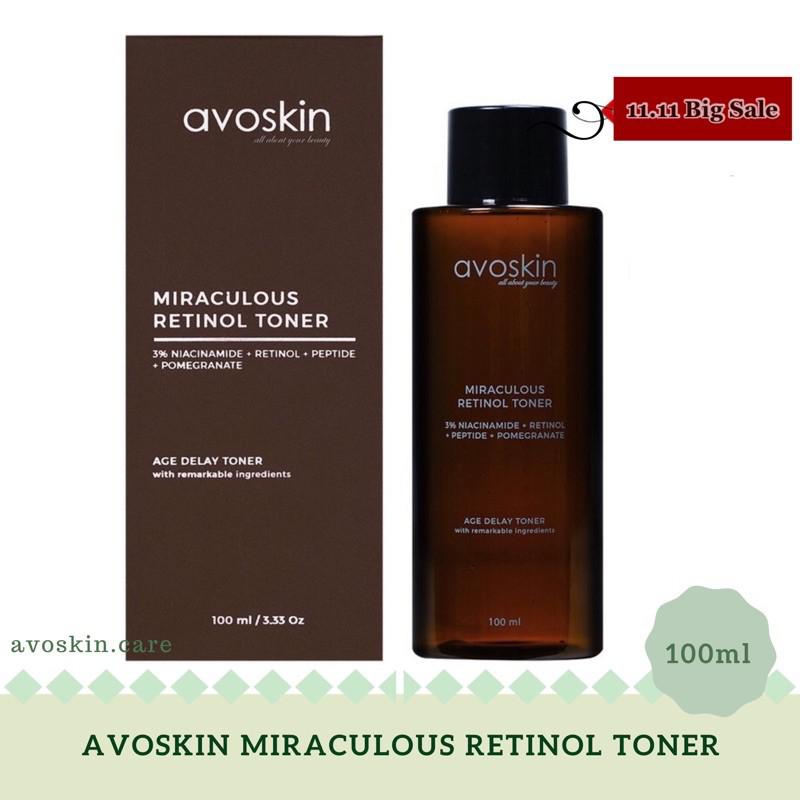 avoskin
all about your beauty
MIRACULOUS
RETINOL TONER
3% NIACINAMIDE + RETINOL + PEPTIDE
+ POMEGRANATE
AGE DELAY TONER
with remarkable ingredients
100 ml / 3.33 Oz
11.11 Big Sale
avoskin
all about your beauty
MIRACULOUS
RETINOL TONER
3% NIACINAMIDE + RETINOL
+ PEPTIDE + POMEGRANATE
AGE DELAY TONER
with remarkable ingredients
100 ml
avoskin.care
100ml
AVOSKIN MIRACULOUS RETINOL TONER